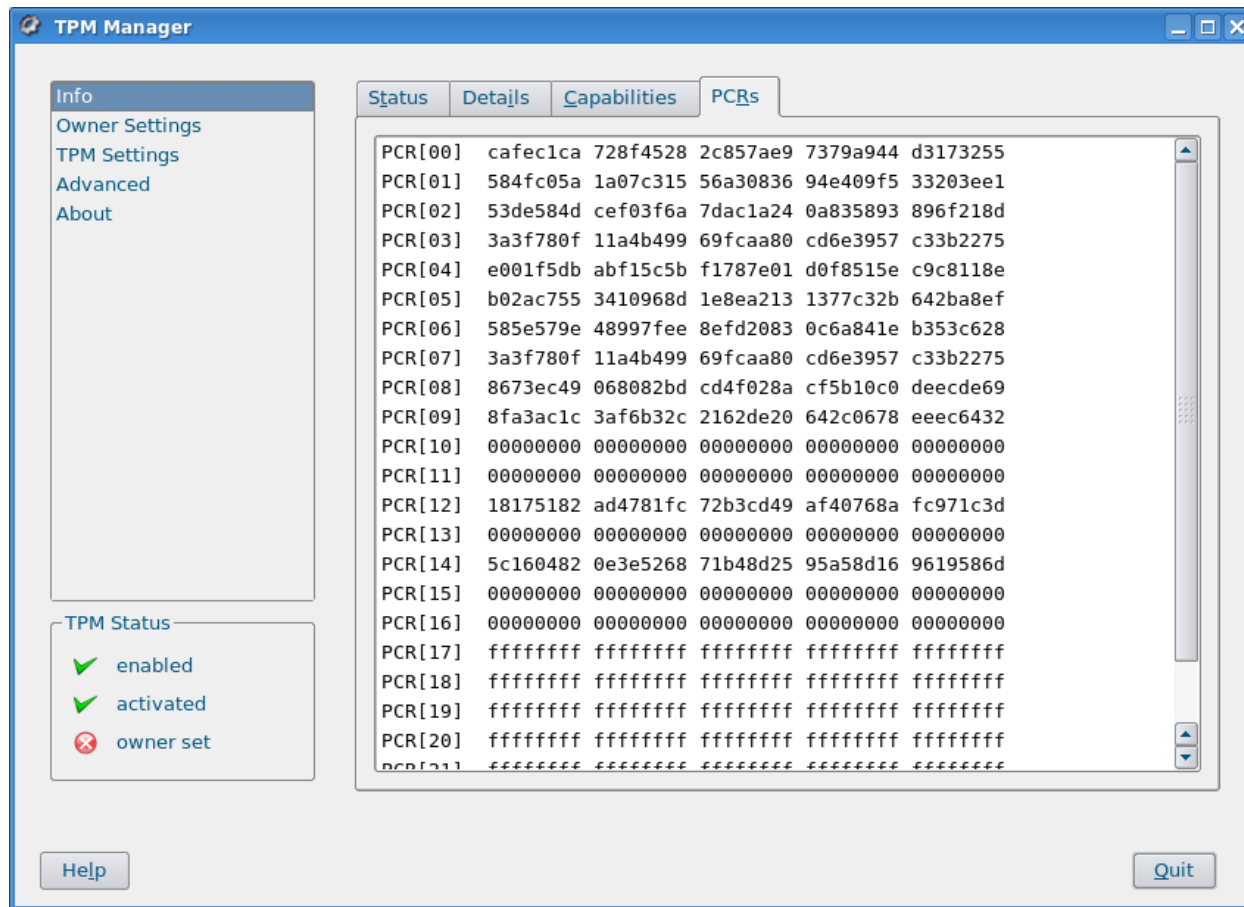 TPM Manager
Info
Owner Settings
TPM Settings
Advanced
About
TPM Status
enabled
activated
owner set
Status Details Capabilities PCRs
PCR[00] cafec1ca 728f4528 2c857ae9 7379a944 d3173255
PCR[01] 584fc05a 1a07c315 56a30836 94e409f5 33203ee1
PCR[02] 53de584d cef03f6a 7dac1a24 0a835893 896f218d
PCR[03] 3a3f780f 11a4b499 69fcaa80 cd6e3957 c33b2275
PCR[04] e001f5db abf15c5b f1787e01 d0f8515e c9c8118e
PCR[05] b02ac755 3410968d 1e8ea213 1377c32b 642ba8ef
PCR[06] 585e579e 48997fee 8efd2083 0c6a841e b353c628
PCR[07] 3a3f780f 11a4b499 69fcaa80 cd6e3957 c33b2275
PCR[08] 8673ec49 068082bd cd4f028a cf5b10c0 deecde69
PCR[09] 8fa3ac1c 3af6b32c 2162de20 642c0678 eeec6432
PCR[10] 00000000 00000000 00000000 00000000 00000000
PCR[11] 00000000 00000000 00000000 00000000 00000000
PCR[12] 18175182 ad4781fc 72b3cd49 af40768a fc971c3d
PCR[13] 00000000 00000000 00000000 00000000 00000000
PCR[14] 5c160482 0e3e5268 71b48d25 95a58d16 9619586d
PCR[15] 00000000 00000000 00000000 00000000 00000000
PCR[16] 00000000 00000000 00000000 00000000 00000000
PCR[17] ffffffff ffffffff ffffffff ffffffff ffffffff
PCR[18] ffffffff ffffffff ffffffff ffffffff ffffffff
PCR[19] ffffffff ffffffff ffffffff ffffffff ffffffff
PCR[20] ffffffff ffffffff ffffffff ffffffff ffffffff
PCR[21] ffffffff ffffffff ffffffff ffffffff ffffffff
Help
Quit